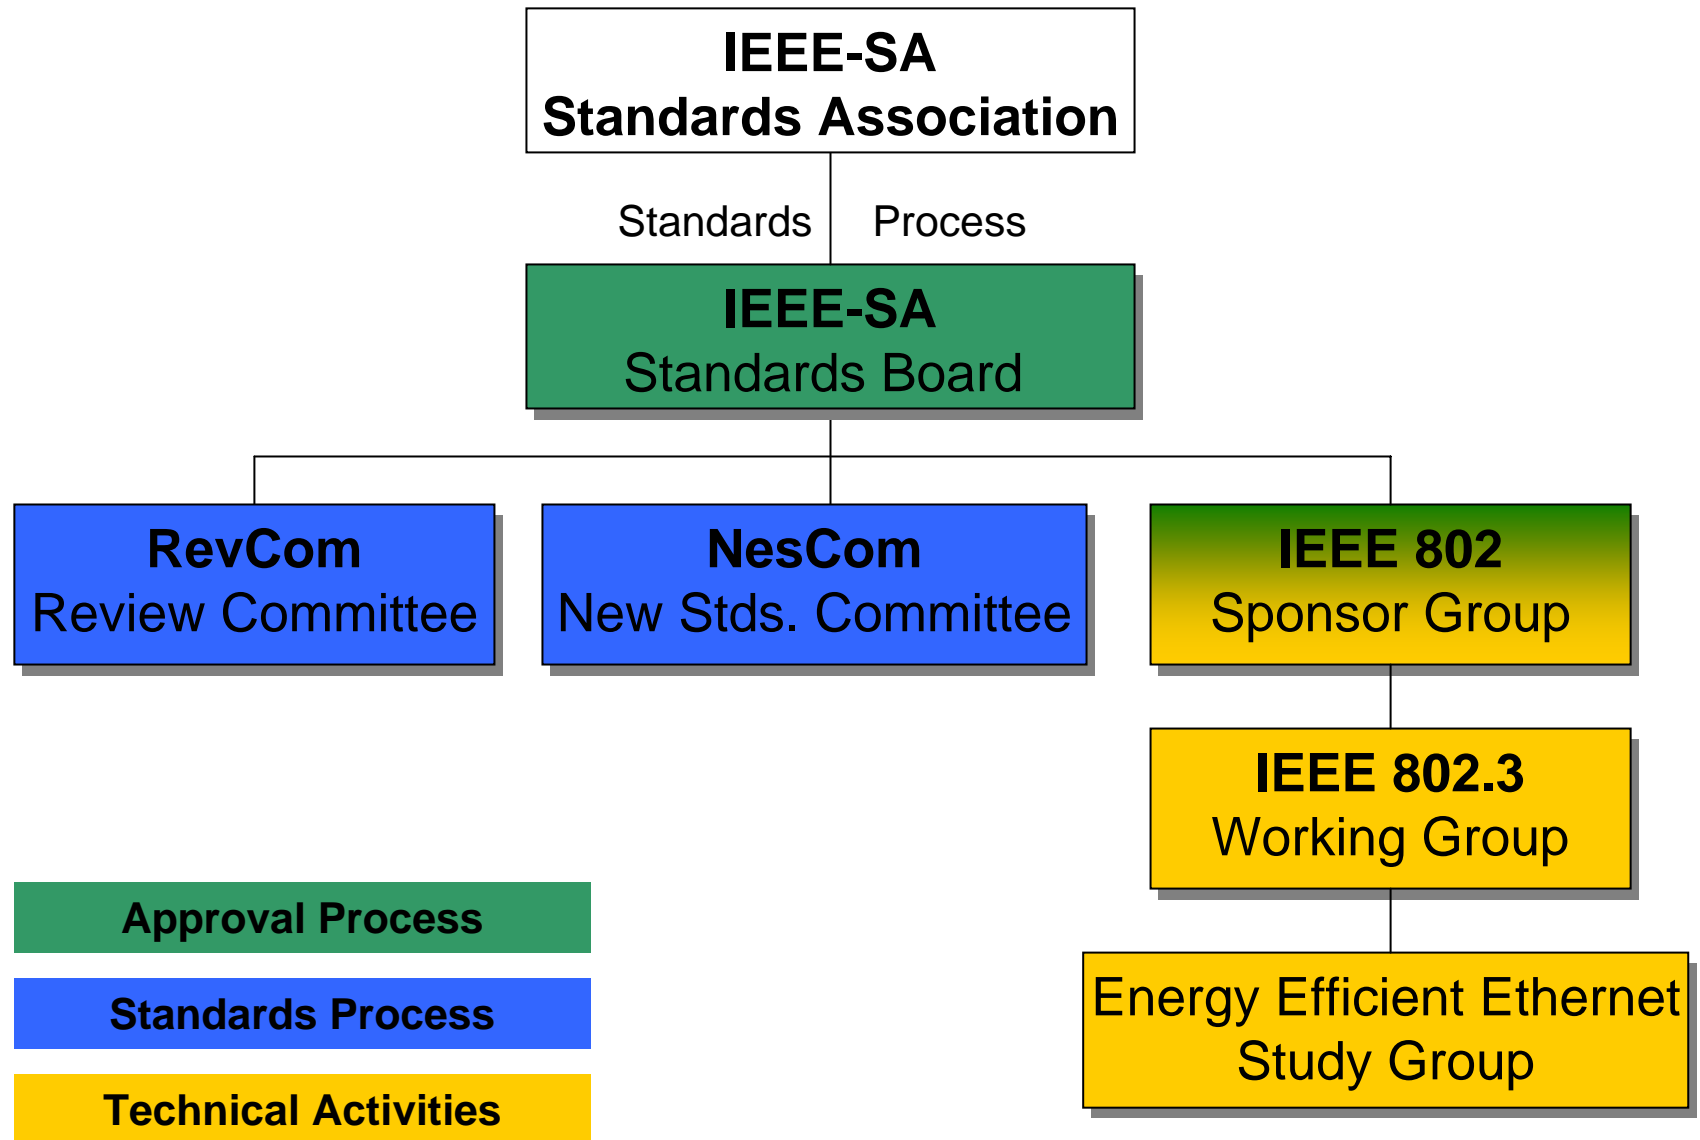 IEEE-SA
Standards Association
Standards Process
IEEE-SA
Standards Board
RevCom
Review Committee
NesCom
New Stds. Committee
IEEE 802
Sponsor Group
IEEE 802.3
Working Group
Energy Efficient Ethernet
Study Group
Approval Process
Standards Process
Technical Activities